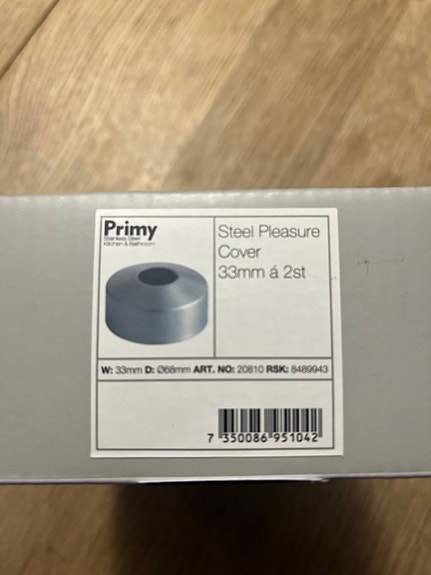 Primy
Stainless Steel
Kitchen & Bathroom
Steel Pleasure
Cover
33mm á 2st
W: 33mm D: Ø68mm ART. NO: 20810 RSK: 8489943
7 350086 951042